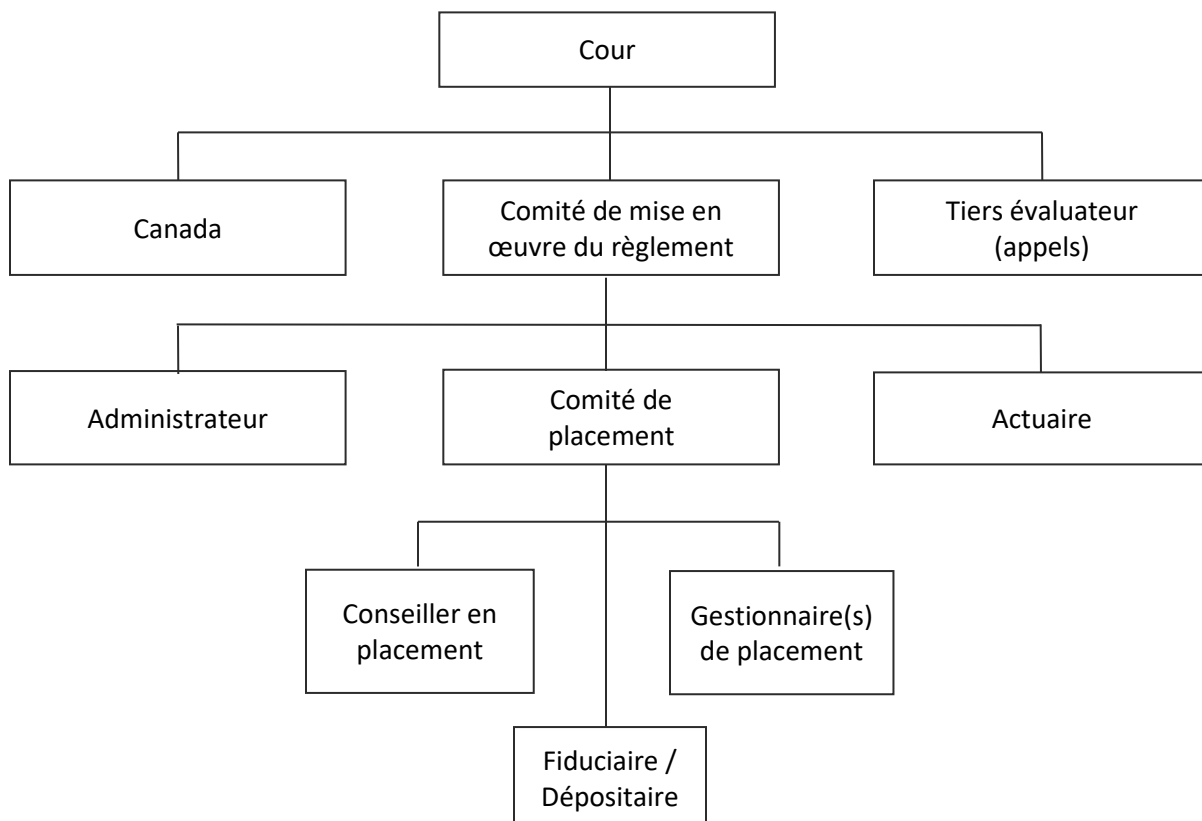 Cour
Canada
Comité de mise en
œuvre du règlement
Tiers évaluateur
(appels)
Administrateur
Comité de
placement
Actuaire
Conseiller en
placement
Gestionnaire(s)
de placement
Fiduciaire /
Dépositaire